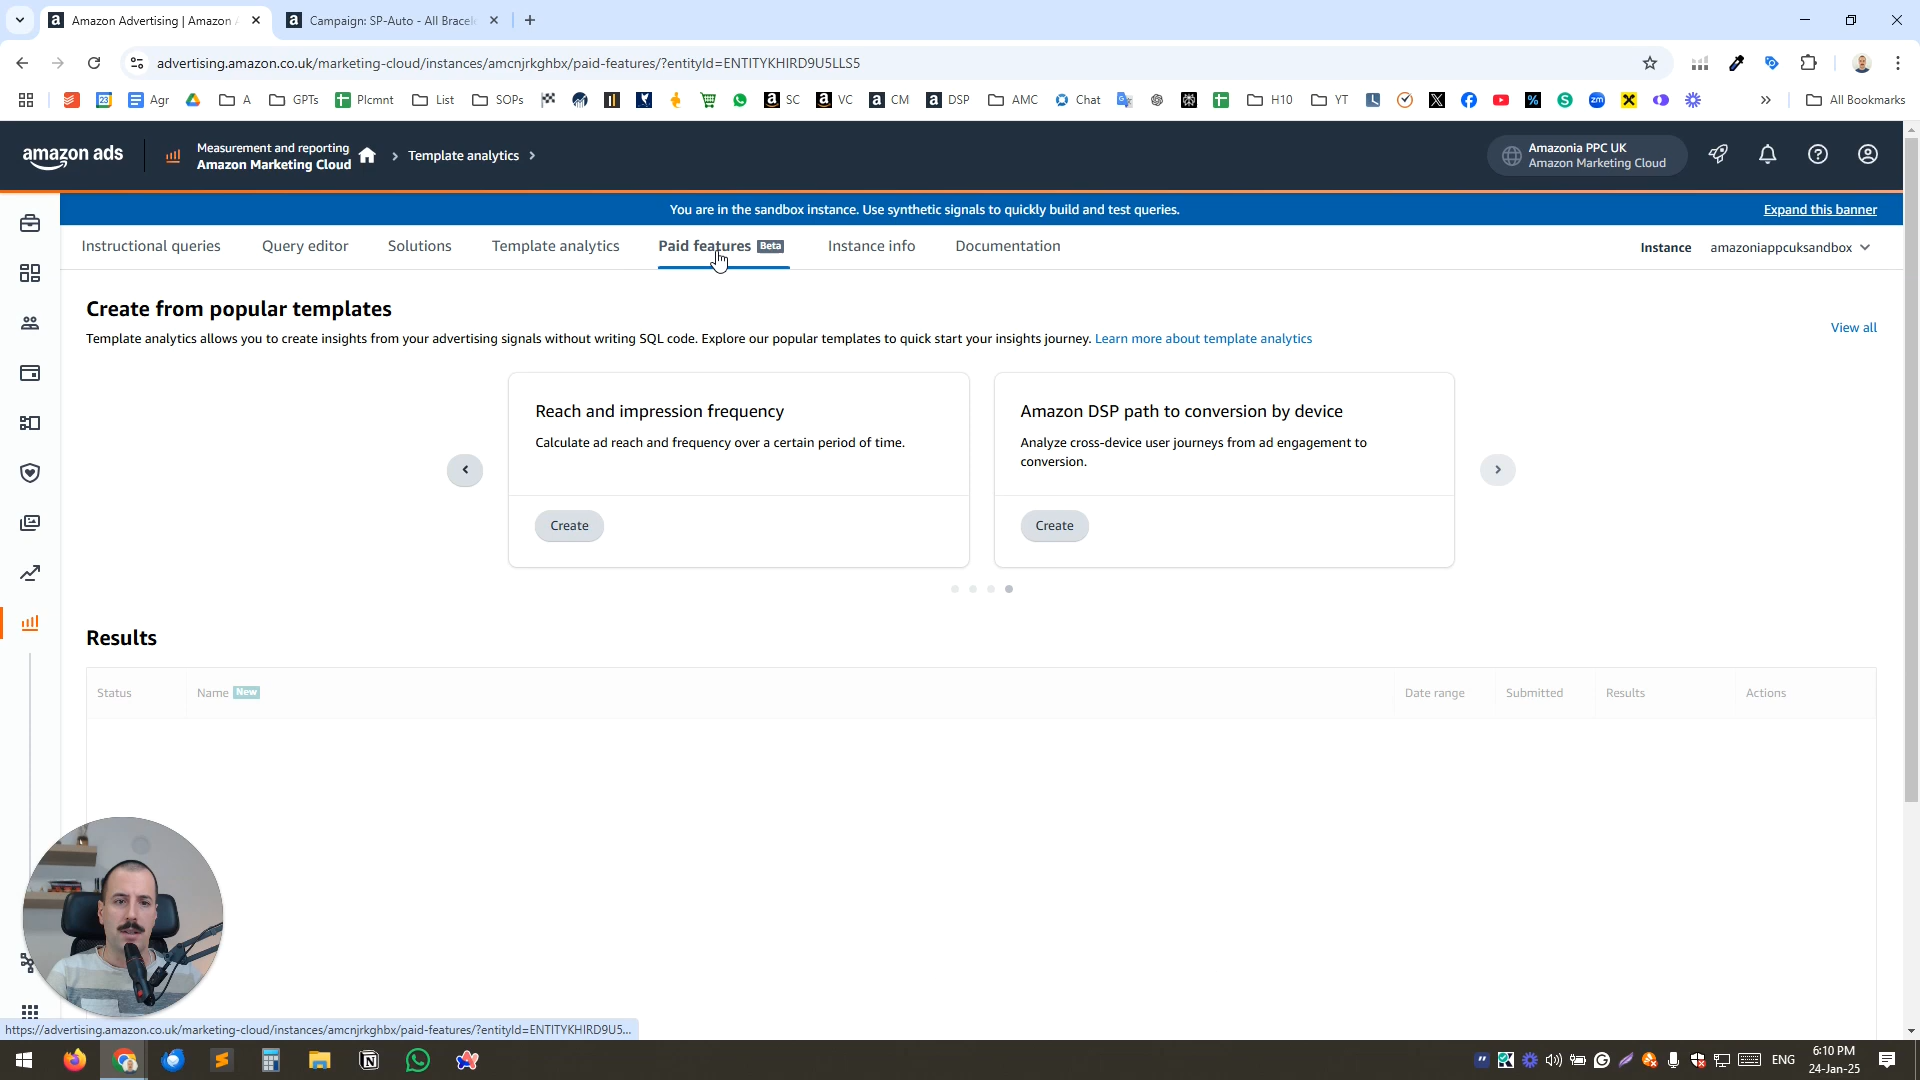 Amazon Advertising | Amazon A
Campaign: SP-Auto - All Bracel
advertising.amazon.co.uk/marketing-cloud/instances/amcnjrkghbx/paid-features/?entityId=ENTITYKHIRD9U5LLS5
23 Agr A GPTs Plcmnt List SOPs SC VC CM DSP AMC Chat H10 YT All Bookmarks
amazon ads
Measurement and reporting
Amazon Marketing Cloud
Template analytics
Amazonia PPC UK
Amazon Marketing Cloud
You are in the sandbox instance. Use synthetic signals to quickly build and test queries.
Expand this banner
Instructional queries Query editor Solutions Template analytics Paid features Beta Instance info Documentation
Instance amazoniappcuksandbox
Create from popular templates
Template analytics allows you to create insights from your advertising signals without writing SQL code. Explore our popular templates to quick start your insights journey. Learn more about template analytics
View all
Reach and impression frequency
Calculate ad reach and frequency over a certain period of time.
Create
Amazon DSP path to conversion by device
Analyze cross-device user journeys from ad engagement to
conversion.
Create
Results
Status Name New Date range Submitted Results Actions
https://advertising.amazon.co.uk/marketing-cloud/instances/amcnjrkghbx/paid-features/?entityId=ENTITYKHIRD9U5...
ENG
6:10 PM
24-Jan-25